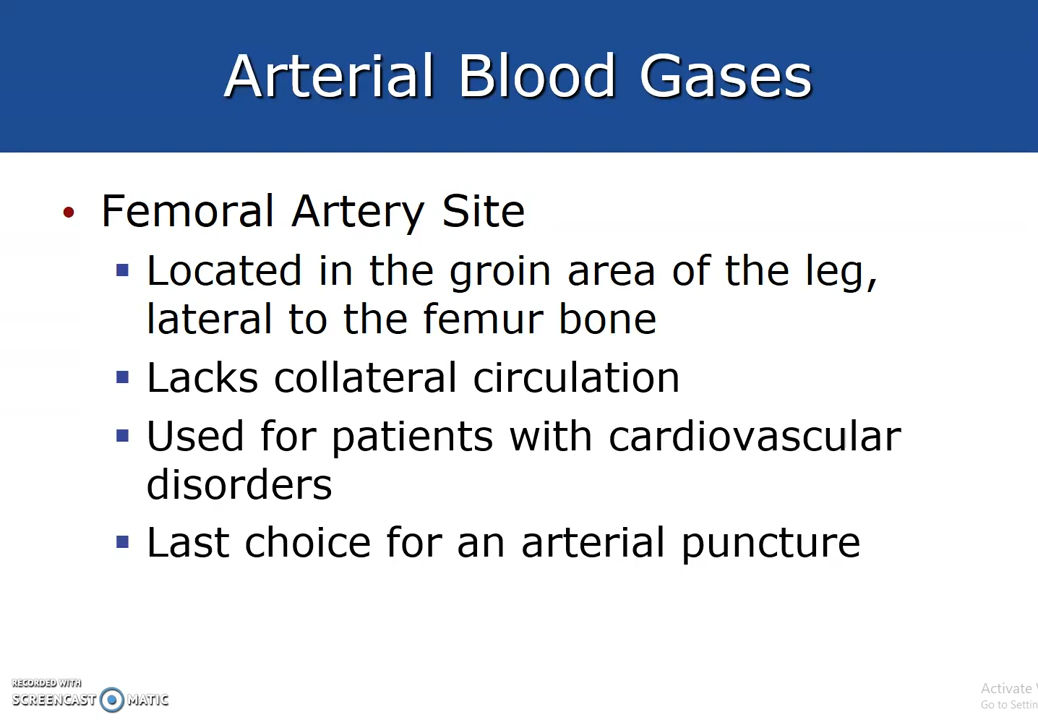 Arterial Blood Gases
• Femoral Artery Site
▪ Located in the groin area of the leg,
lateral to the femur bone
▪ Lacks collateral circulation
▪ Used for patients with cardiovascular
disorders
▪ Last choice for an arterial puncture
RECORDED WITH
SCREENCAST MATIC
Activate
Go to